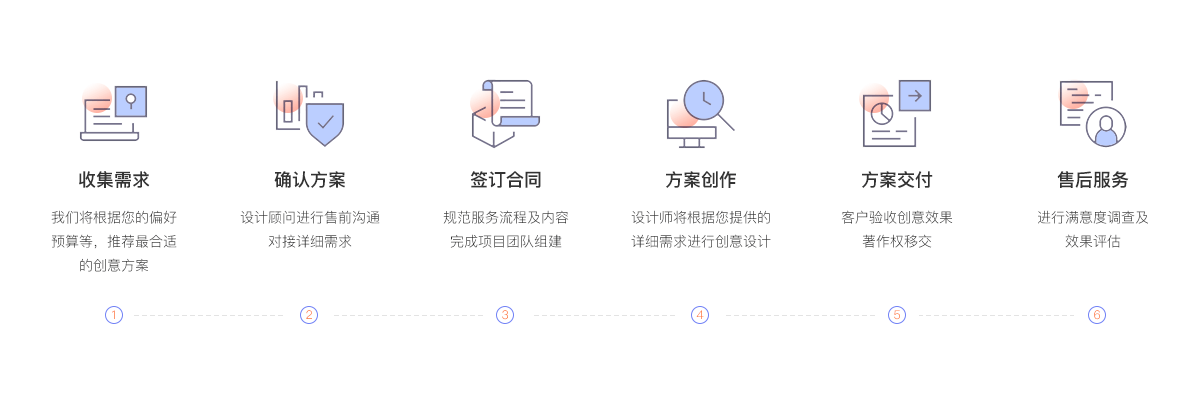 收集需求
我们将根据您的偏好
预算等，推荐最合适
的创意方案
确认方案
设计顾问进行售前沟通
对接详细需求
签订合同
规范服务流程及内容
完成项目团队组建
方案创作
设计师将根据您提供的
详细需求进行创意设计
方案交付
客户验收创意效果
著作权移交
售后服务
进行满意度调查及
效果评估
1
2
3
4
5
6